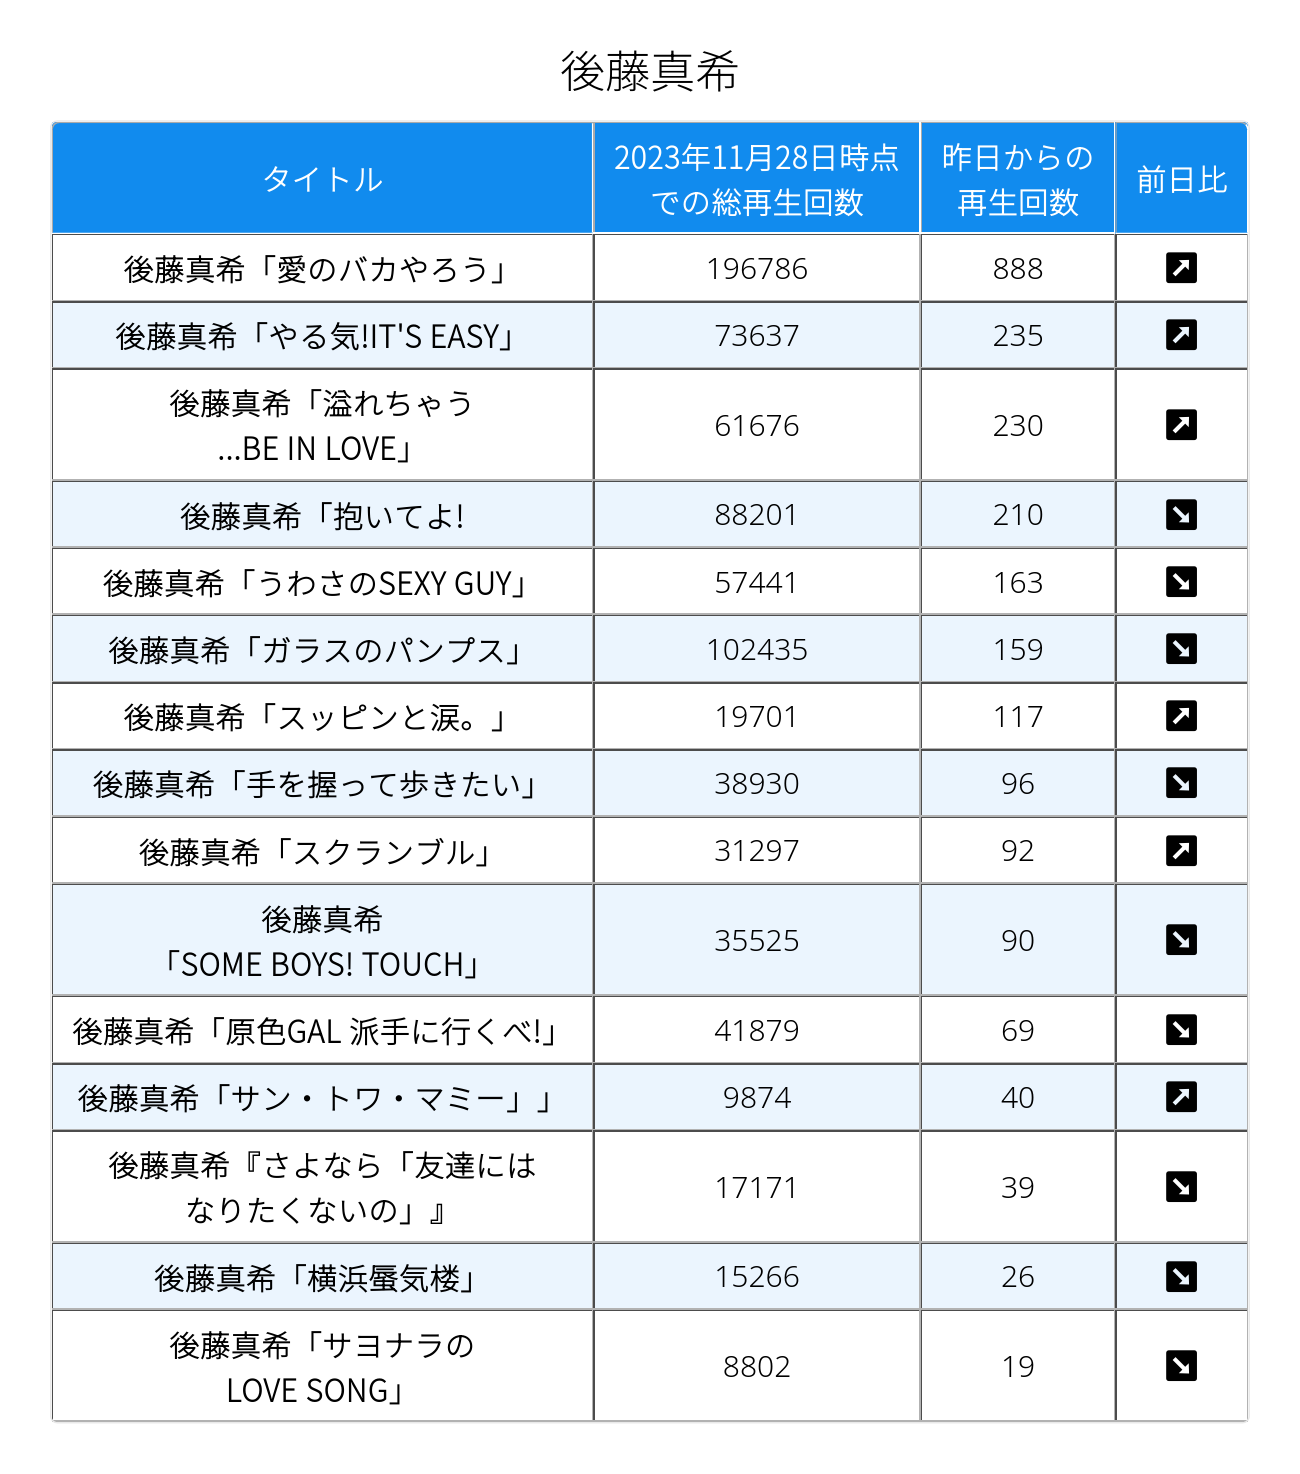 後藤真希
タイトル
2023年11月28日時点
での総再生回数
昨日からの
再生回数
前日比
後藤真希「愛のバカやろう」 196786 888 ↗
後藤真希「やる気!IT'S EASY」 73637 235 ↗
後藤真希「溢れちゃう
...BE IN LOVE」 61676 230 ↗
後藤真希「抱いてよ! 88201 210 ↘
後藤真希「うわさのSEXY GUY」 57441 163 ↘
後藤真希「ガラスのパンプス」 102435 159 ↘
後藤真希「スッピンと涙。」 19701 117 ↗
後藤真希「手を握って歩きたい」 38930 96 ↘
後藤真希「スクランブル」 31297 92 ↗
後藤真希
「SOME BOYS! TOUCH」 35525 90 ↘
後藤真希「原色GAL 派手に行くべ!」 41879 69 ↘
後藤真希「サン・トワ・マミー」」 9874 40 ↗
後藤真希『さよなら「友達には
なりたくないの」』 17171 39 ↘
後藤真希「横浜蜃気楼」 15266 26 ↘
後藤真希「サヨナラの
LOVE SONG」 8802 19 ↘